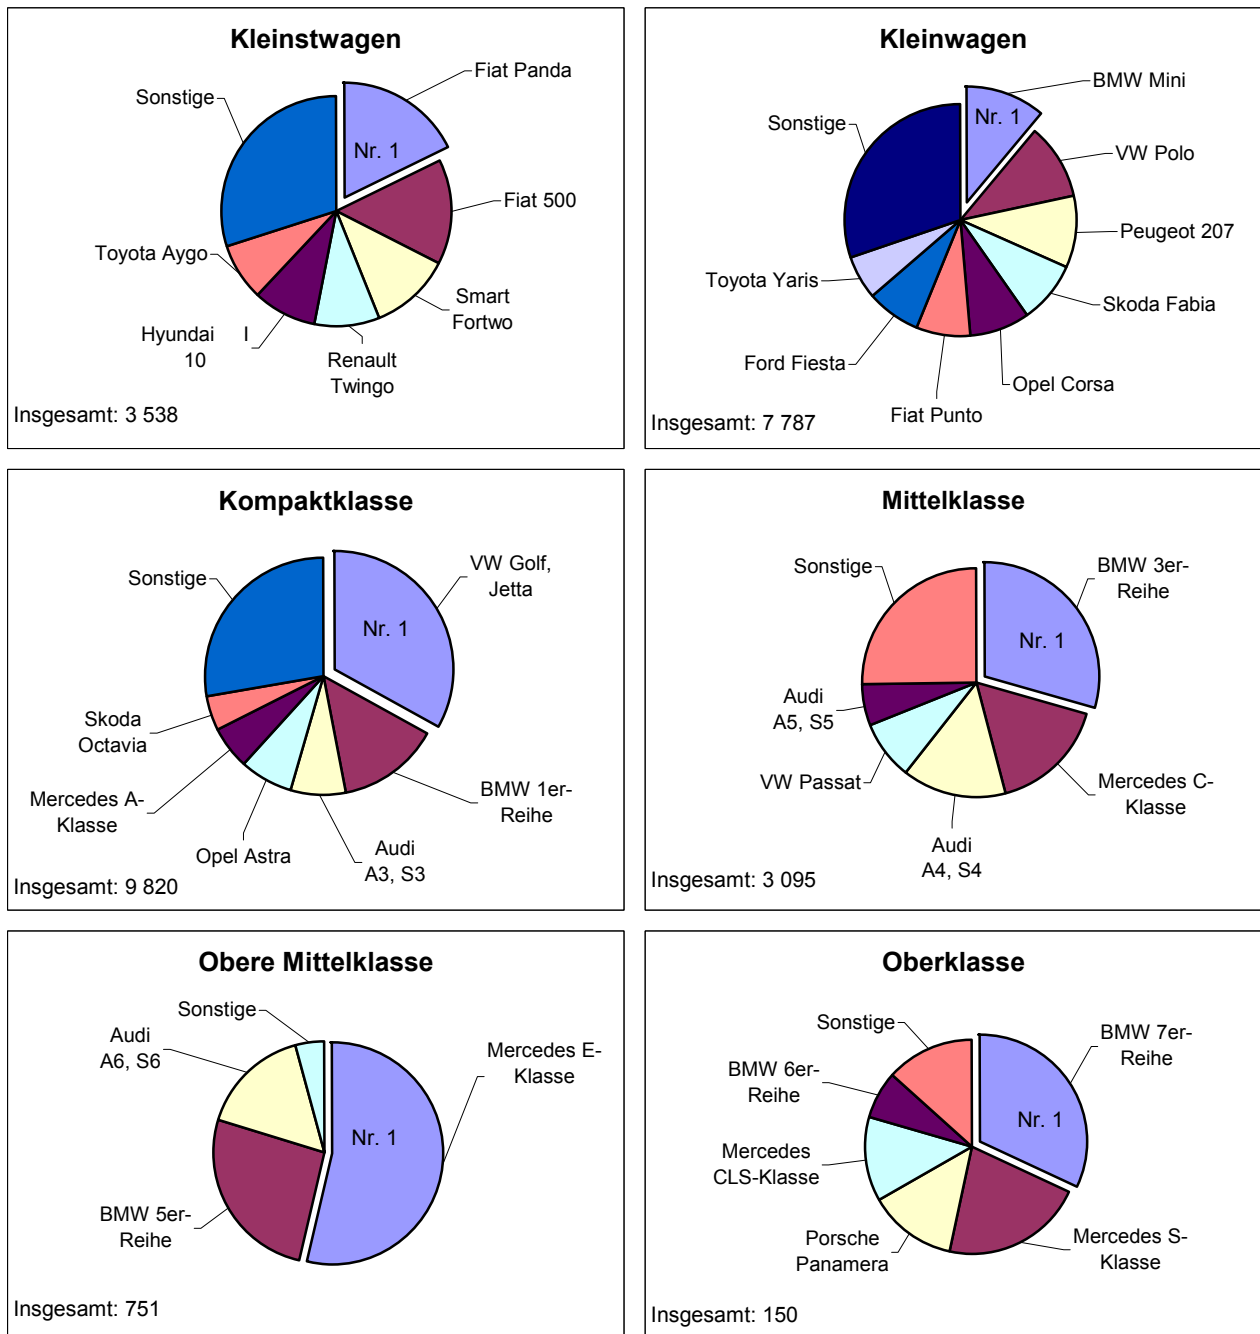 Kleinstwagen
Fiat Panda
Sonstige
Nr. 1
Fiat 500
Toyota Aygo
Smart
Fortwo
Hyundai I
10
Renault
Twingo
Insgesamt: 3 538
Kleinwagen
BMW Mini
Nr. 1
Sonstige
VW Polo
Peugeot 207
Toyota Yaris
Skoda Fabia
Ford Fiesta
Opel Corsa
Fiat Punto
Insgesamt: 7 787
Kompaktklasse
VW Golf,
Jetta
Sonstige
Nr. 1
Skoda
Octavia
Mercedes A-
Klasse
BMW 1er-
Reihe
Opel Astra
Audi
A3, S3
Insgesamt: 9 820
Mittelklasse
Sonstige
BMW 3er-
Reihe
Nr. 1
Audi
A5, S5
VW Passat
Mercedes C-
Klasse
Audi
A4, S4
Insgesamt: 3 095
Obere Mittelklasse
Sonstige
Audi
A6, S6
Mercedes E-
Klasse
Nr. 1
BMW 5er-
Reihe
Insgesamt: 751
Oberklasse
Sonstige
BMW 7er-
Reihe
BMW 6er-
Reihe
Nr. 1
Mercedes
CLS-Klasse
Porsche
Panamera
Mercedes S-
Klasse
Insgesamt: 150